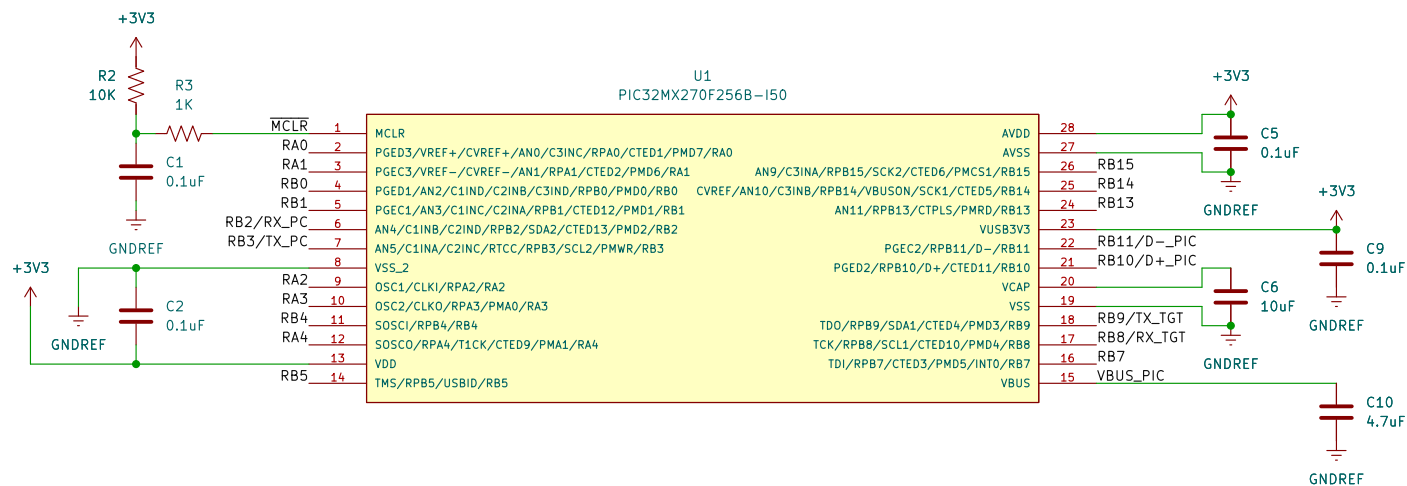 +3V3
R2
10K
R3
1K
C1
0.1uF
GNDREF
+3V3
GNDREF
C2
0.1uF
U1
PIC32MX270F256B-I50
MCLR 1 MCLR
RA0 2 PGED3/VREF+/CVREF+/AN0/C3INC/RPA0/CTED1/PMD7/RA0
RA1 3 PGEC3/VREF-/CVREF-/AN1/RPA1/CTED2/PMD6/RA1
RB0 4 PGED1/AN2/C1IND/C2INB/C3IND/RPB0/PMD0/RB0
RB1 5 PGEC1/AN3/C1INC/C2INA/RPB1/CTED12/PMD1/RB1
RB2/RX_PC 6 AN4/C1INB/C2IND/RPB2/SDA2/CTED13/PMD2/RB2
RB3/TX_PC 7 AN5/C1INA/C2INC/RTCC/RPB3/SCL2/PMWR/RB3
8 VSS_2
RA2 9 OSC1/CLKI/RPA2/RA2
RA3 10 OSC2/CLKO/RPA3/PMA0/RA3
RB4 11 SOSCI/RPB4/RB4
RA4 12 SOSCO/RPA4/T1CK/CTED9/PMA1/RA4
13 VDD
RB5 14 TMS/RPB5/USBID/RB5
AVDD 28
AVSS 27
AN9/C3INA/RPB15/SCK2/CTED6/PMCS1/RB15 26 RB15
CVREF/AN10/C3INB/RPB14/VBUSON/SCK1/CTED5/RB14 25 RB14
AN11/RPB13/CTPLS/PMRD/RB13 24 RB13
VUSB3V3 23
PGEC2/RPB11/D-/RB11 22 RB11/D-_PIC
PGED2/RPB10/D+/CTED11/RB10 21 RB10/D+_PIC
VCAP 20
VSS 19
TDO/RPB9/SDA1/CTED4/PMD3/RB9 18 RB9/TX_TGT
TCK/RPB8/SCL1/CTED10/PMD4/RB8 17 RB8/RX_TGT
TDI/RPB7/CTED3/PMD5/INT0/RB7 16 RB7
VBUS 15 VBUS_PIC
+3V3
C5
0.1uF
GNDREF
+3V3
C9
0.1uF
GNDREF
C6
10uF
GNDREF
C10
4.7uF
GNDREF